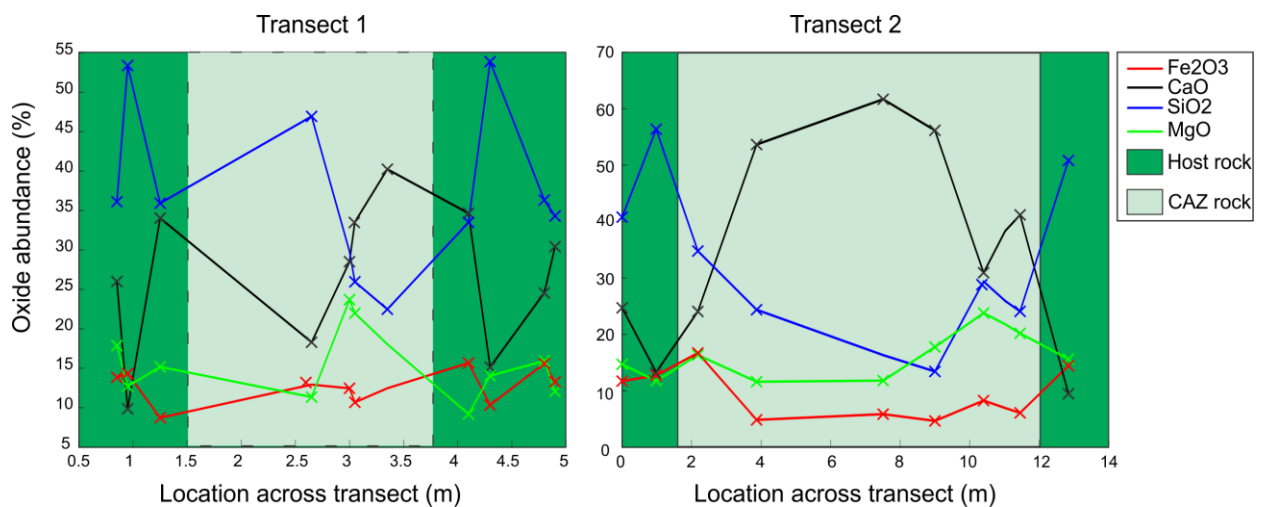 Transect 1
Transect 2
Oxide abundance (%)
55
50
45
40
35
30
25
20
15
10
5
0.5 1 1.5 2 2.5 3 3.5 4 4.5 5
Location across transect (m)
70
60
50
40
30
20
10
0
0 2 4 6 8 10 12 14
Location across transect (m)
Fe2O3
CaO
SiO2
MgO
Host rock
CAZ rock